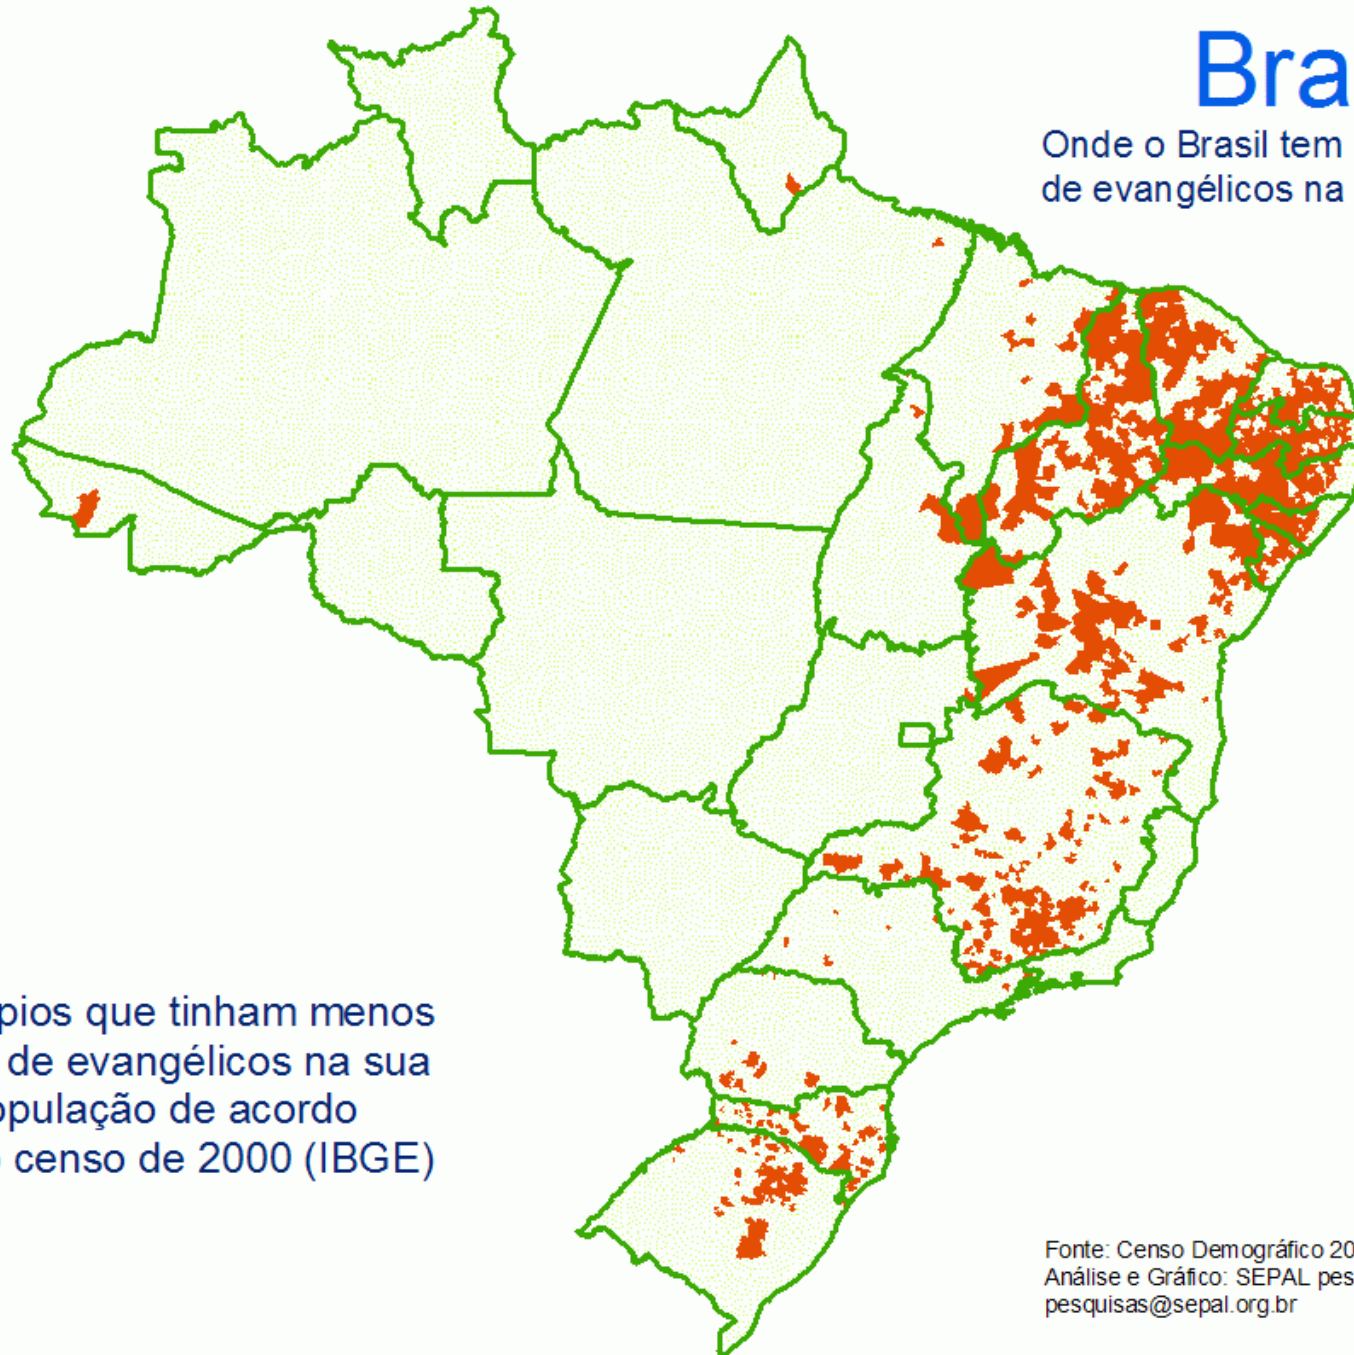 Bra
Onde o Brasil tem
de evangélicos na
pios que tinham menos
de evangélicos na sua
opulação de acordo
censo de 2000 (IBGE)
Fonte: Censo Demográfico 20
Análise e Gráfico: SEPAL pes
pesquisas@sepal.org.br